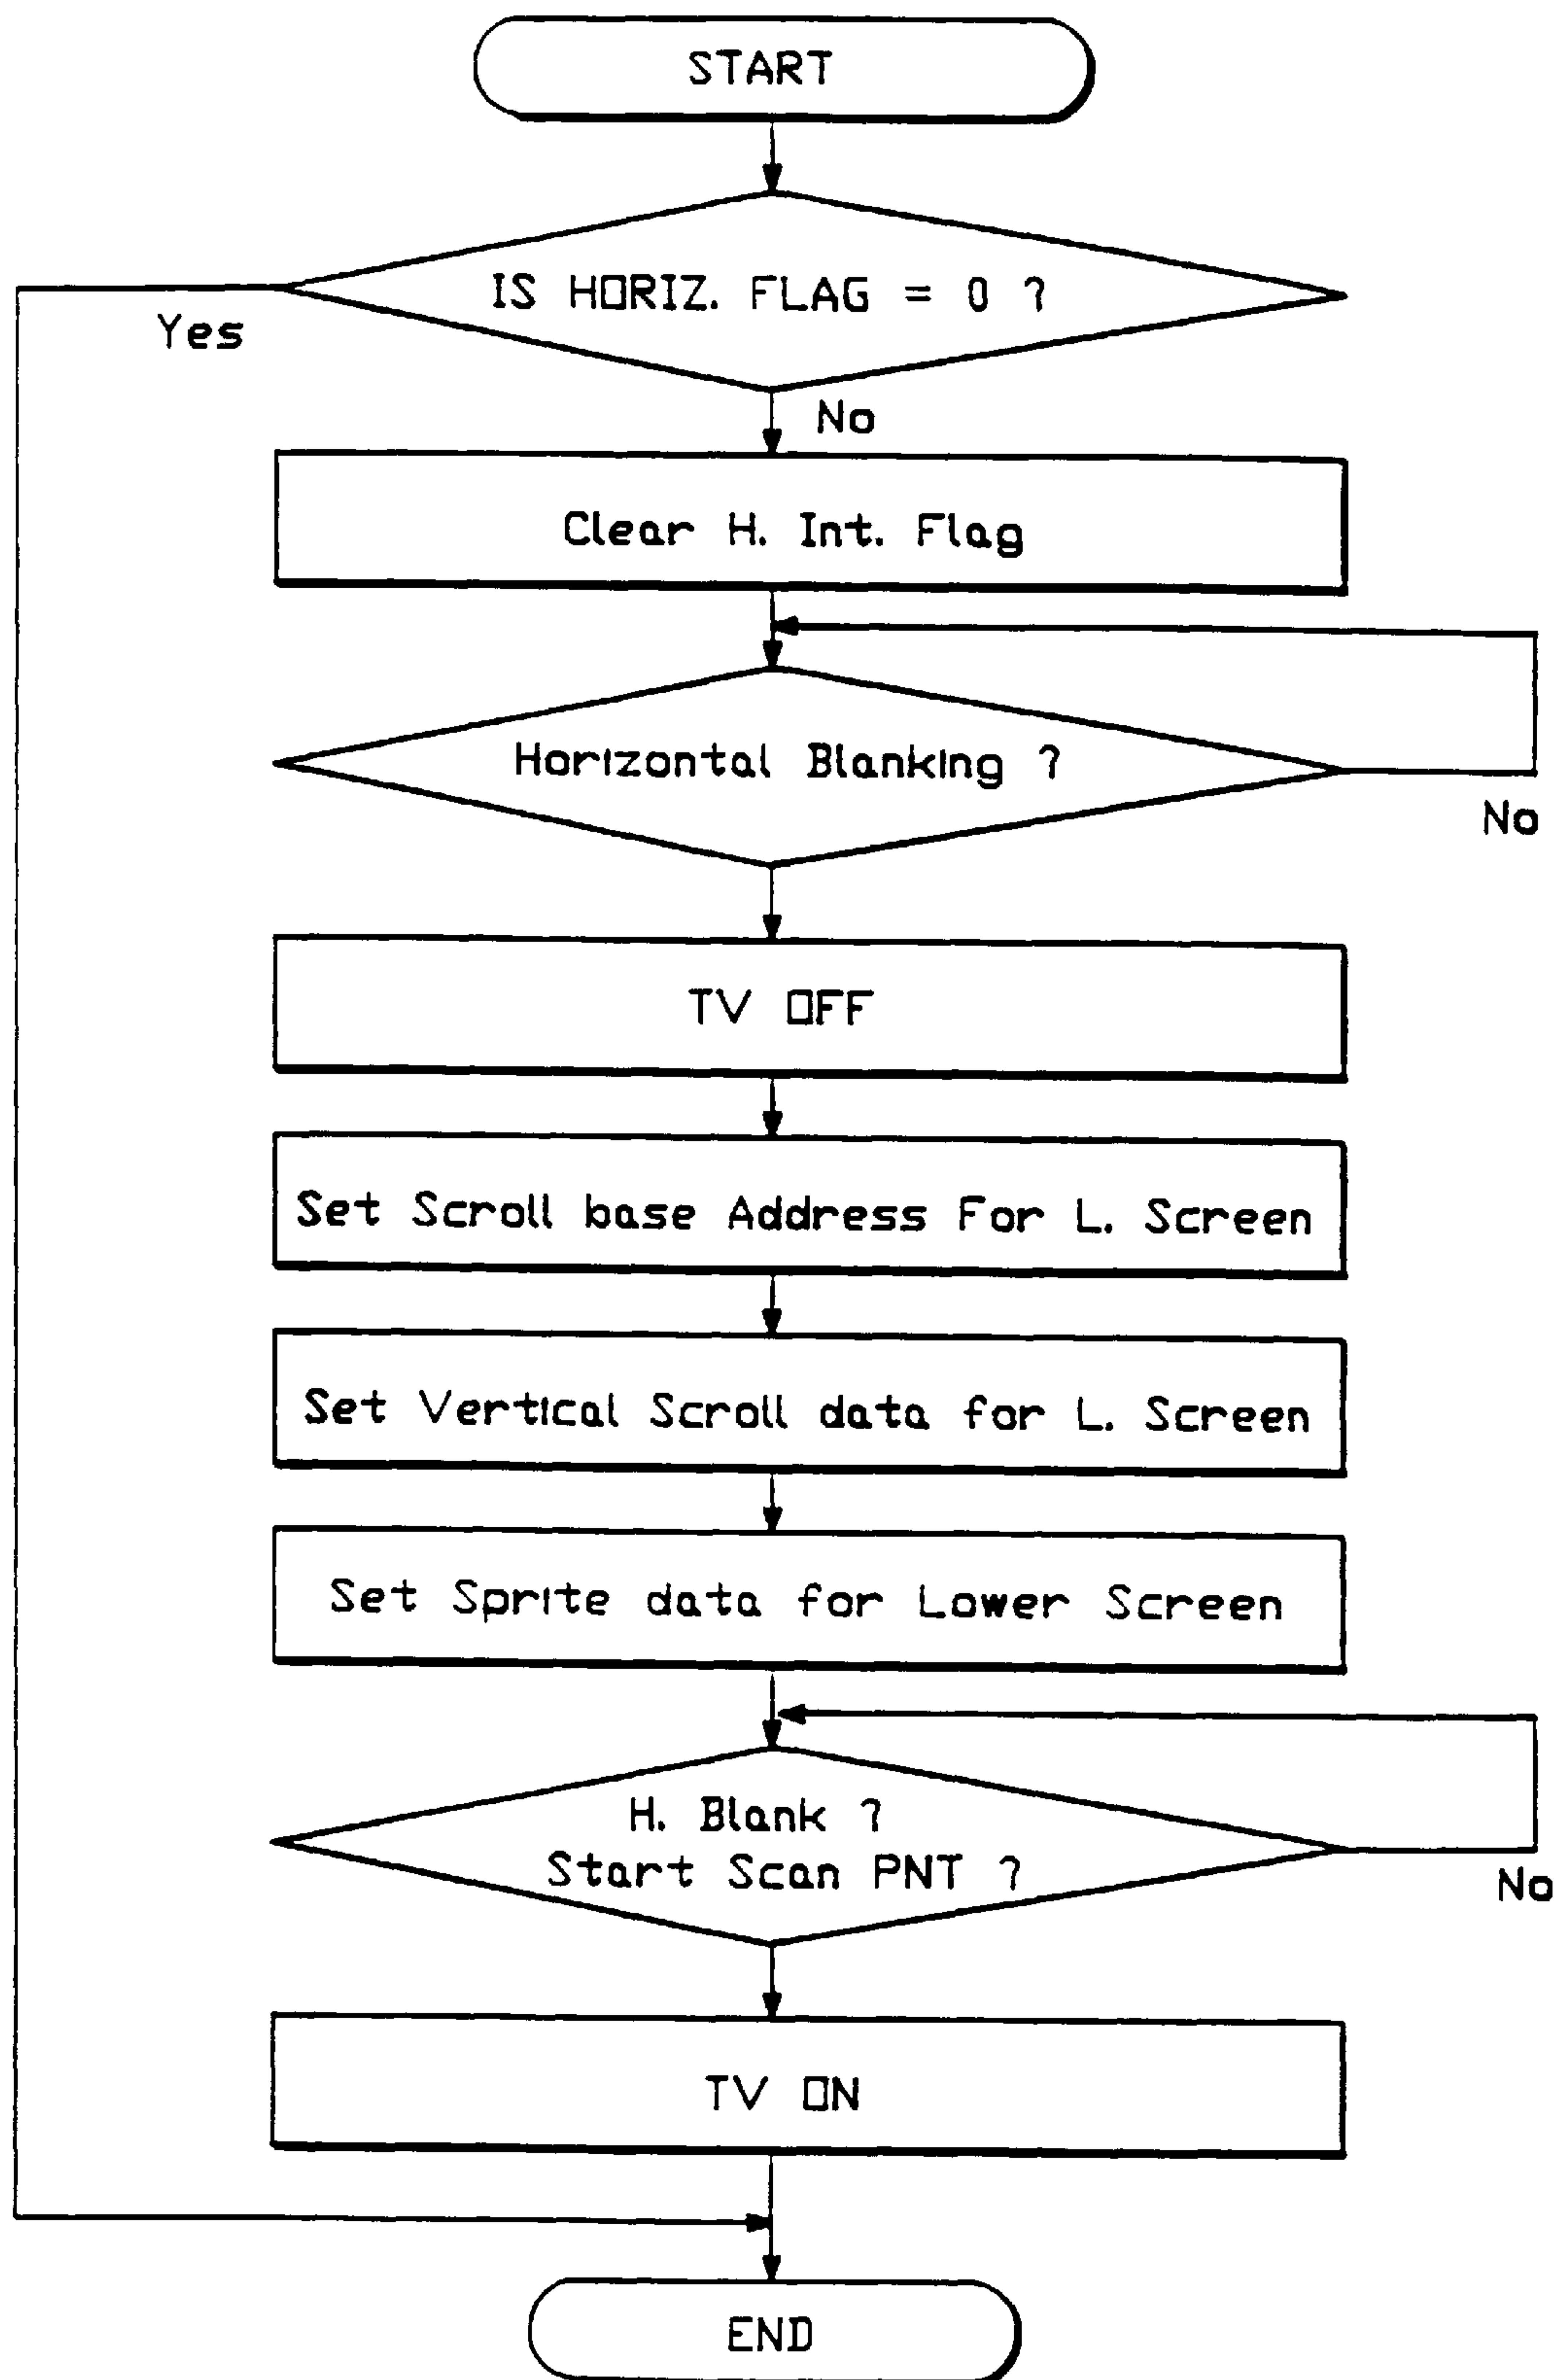 START
IS HORIZ. FLAG = 0 ?
Yes
No
Clear H. Int. Flag
Horizontal Blanking ?
No
TV OFF
Set Scroll base Address For L. Screen
Set Vertical Scroll data for L. Screen
Set Sprite data for Lower Screen
H. Blank ?
Start Scan PNT ?
No
TV ON
END